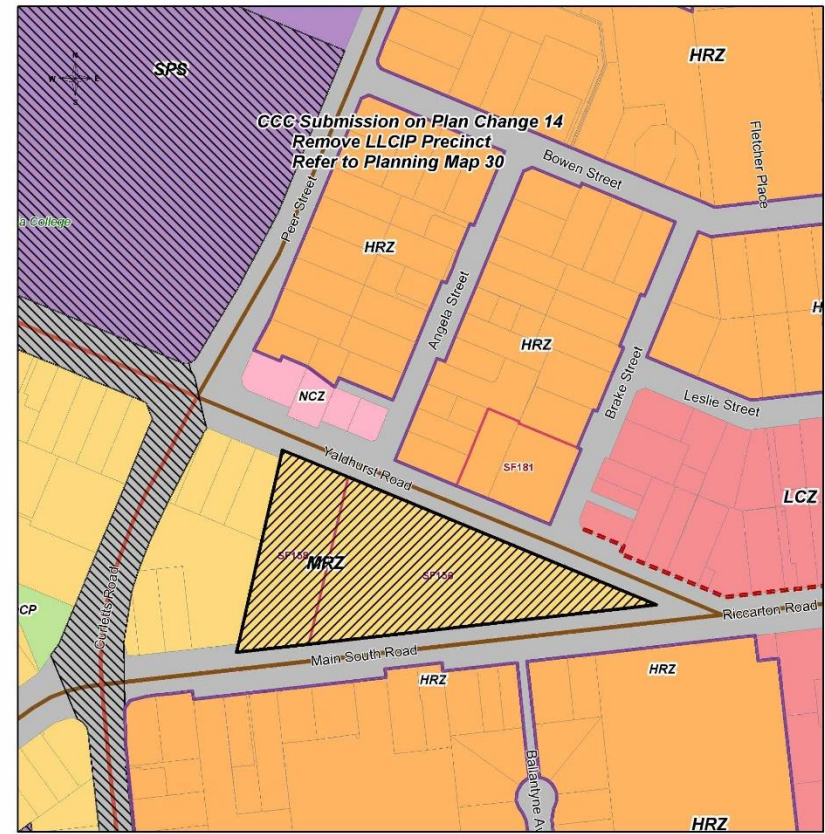 HRZ
SPS
N
W
E
S
CCC Submission on Plan Change 14
Remove LLCIP Precinct
Refer to Planning Map 30
Bowen Street
Fletcher Place
a College
Peer Street
HRZ
H
Angela Street
HRZ
Brake Street
Leslie Street
NCZ
Yaldhurst Road
SF181
LCZ
MRZ
CP
Curletts Road
Riccarton Road
Main South Road
HRZ
HRZ
Ballantyne Av
HRZ